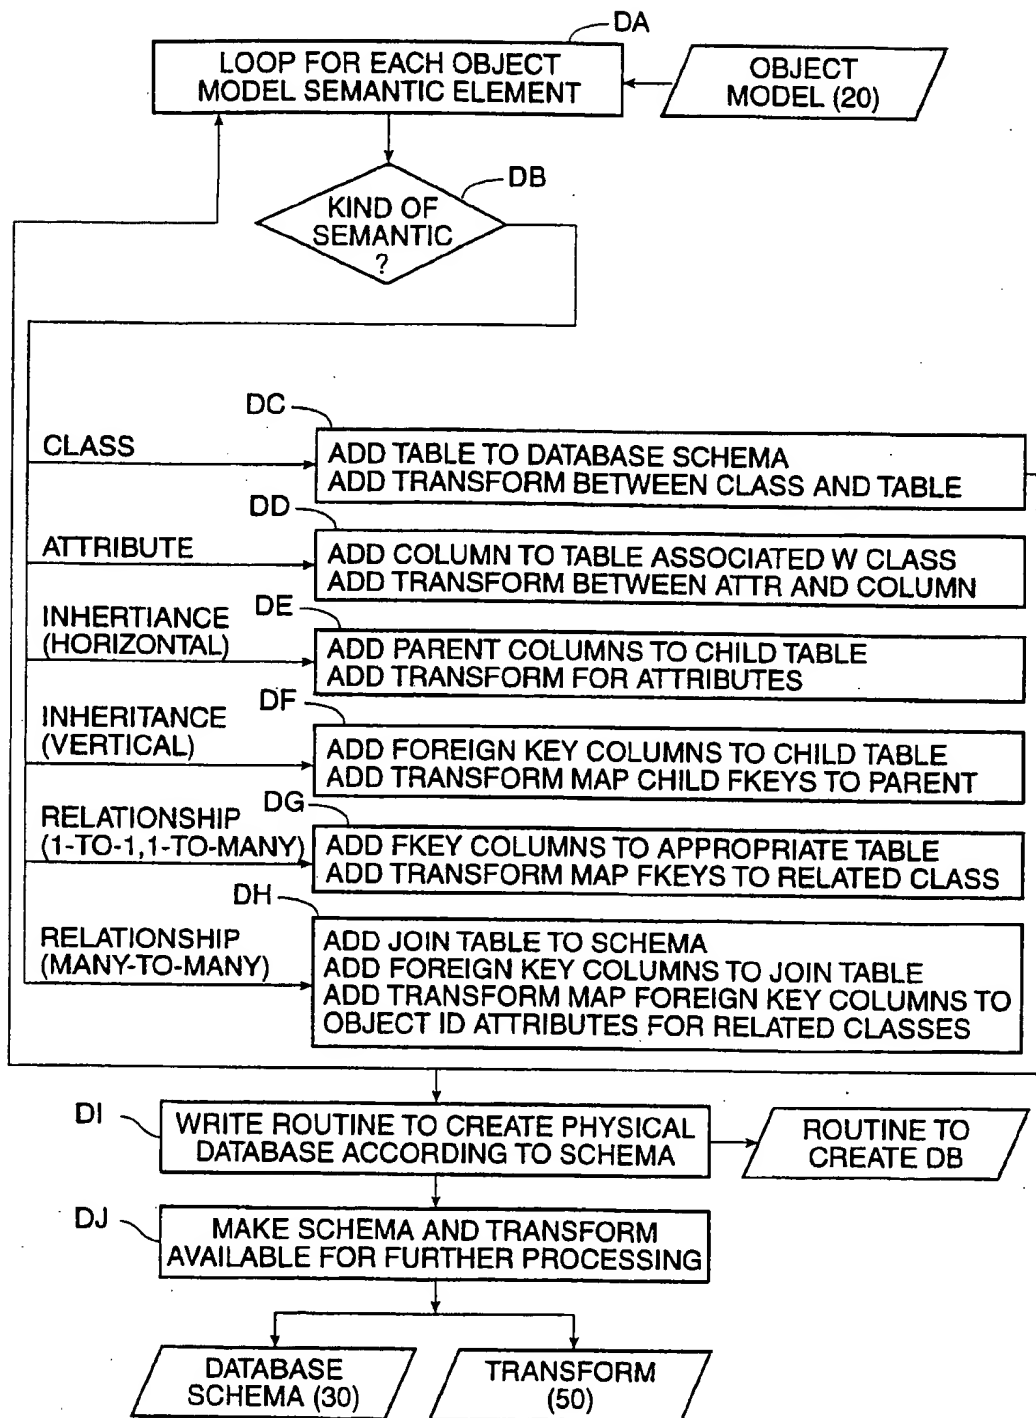 DA
LOOP FOR EACH OBJECT
MODEL SEMANTIC ELEMENT
OBJECT
MODEL (20)
DB
KIND OF
SEMANTIC
?
DC
CLASS
ADD TABLE TO DATABASE SCHEMA
ADD TRANSFORM BETWEEN CLASS AND TABLE
DD
ATTRIBUTE
ADD COLUMN TO TABLE ASSOCIATED W CLASS
ADD TRANSFORM BETWEEN ATTR AND COLUMN
DE
INHERTIANCE
(HORIZONTAL)
ADD PARENT COLUMNS TO CHILD TABLE
ADD TRANSFORM FOR ATTRIBUTES
DF
INHERITANCE
(VERTICAL)
ADD FOREIGN KEY COLUMNS TO CHILD TABLE
ADD TRANSFORM MAP CHILD FKEYS TO PARENT
DG
RELATIONSHIP
(1-TO-1,1-TO-MANY)
ADD FKEY COLUMNS TO APPROPRIATE TABLE
ADD TRANSFORM MAP FKEYS TO RELATED CLASS
DH
RELATIONSHIP
(MANY-TO-MANY)
ADD JOIN TABLE TO SCHEMA
ADD FOREIGN KEY COLUMNS TO JOIN TABLE
ADD TRANSFORM MAP FOREIGN KEY COLUMNS TO
OBJECT ID ATTRIBUTES FOR RELATED CLASSES
DI
WRITE ROUTINE TO CREATE PHYSICAL
DATABASE ACCORDING TO SCHEMA
ROUTINE TO
CREATE DB
DJ
MAKE SCHEMA AND TRANSFORM
AVAILABLE FOR FURTHER PROCESSING
DATABASE
SCHEMA (30)
TRANSFORM
(50)